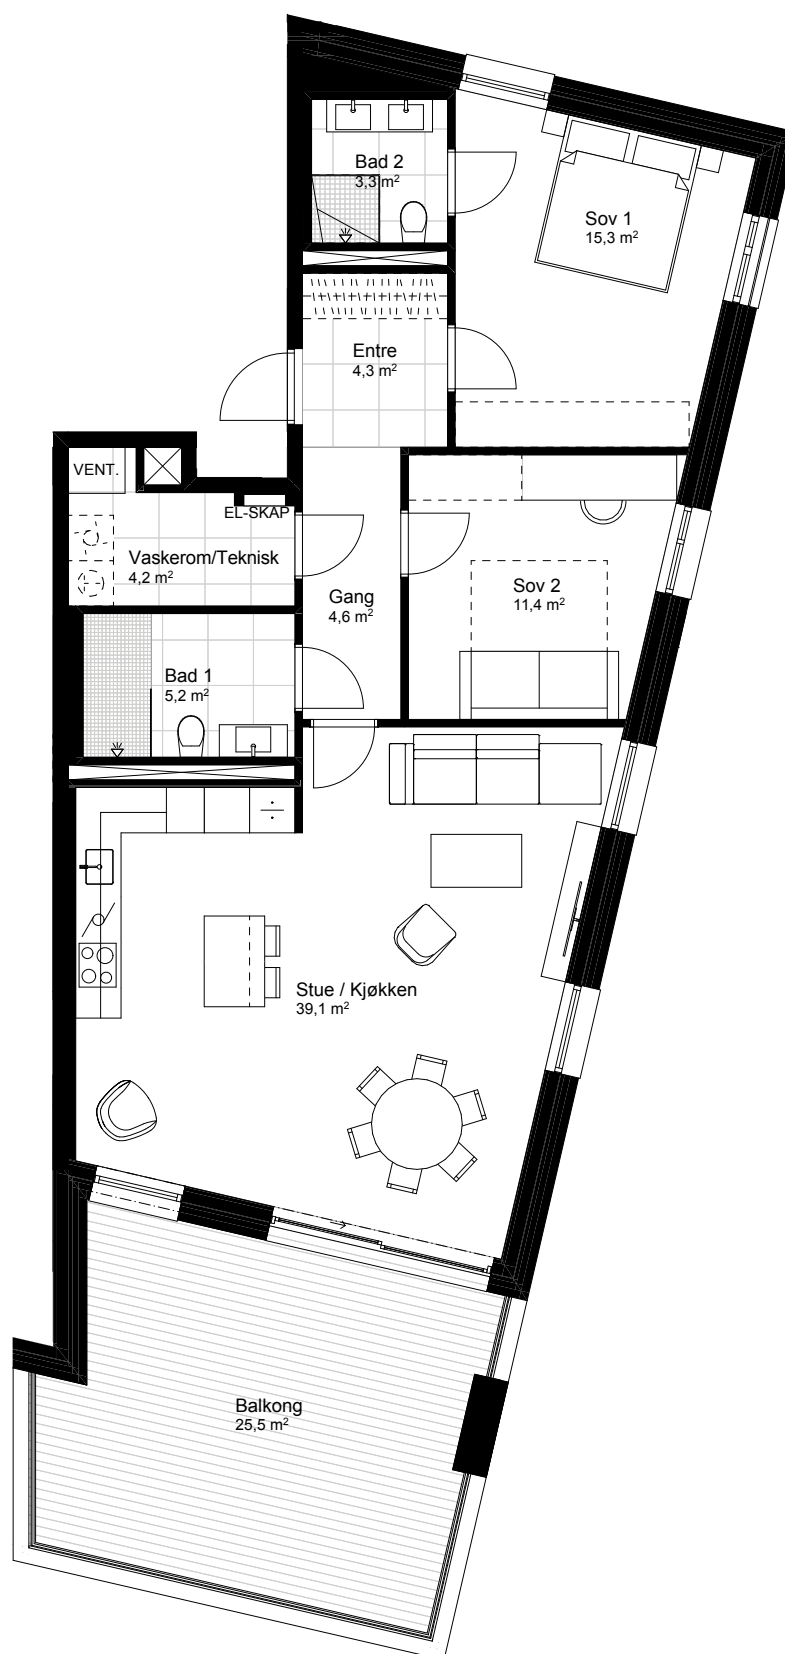 Bad 2
3,3 m²
Sov 1
15,3 m²
Entre
4,3 m²
VENT.
EL-SKAP
Vaskerom/Teknisk
4,2 m²
Gang
4,6 m²
Sov 2
11,4 m²
Bad 1
5,2 m²
Stue / Kjøkken
39,1 m²
Balkong
25,5 m²